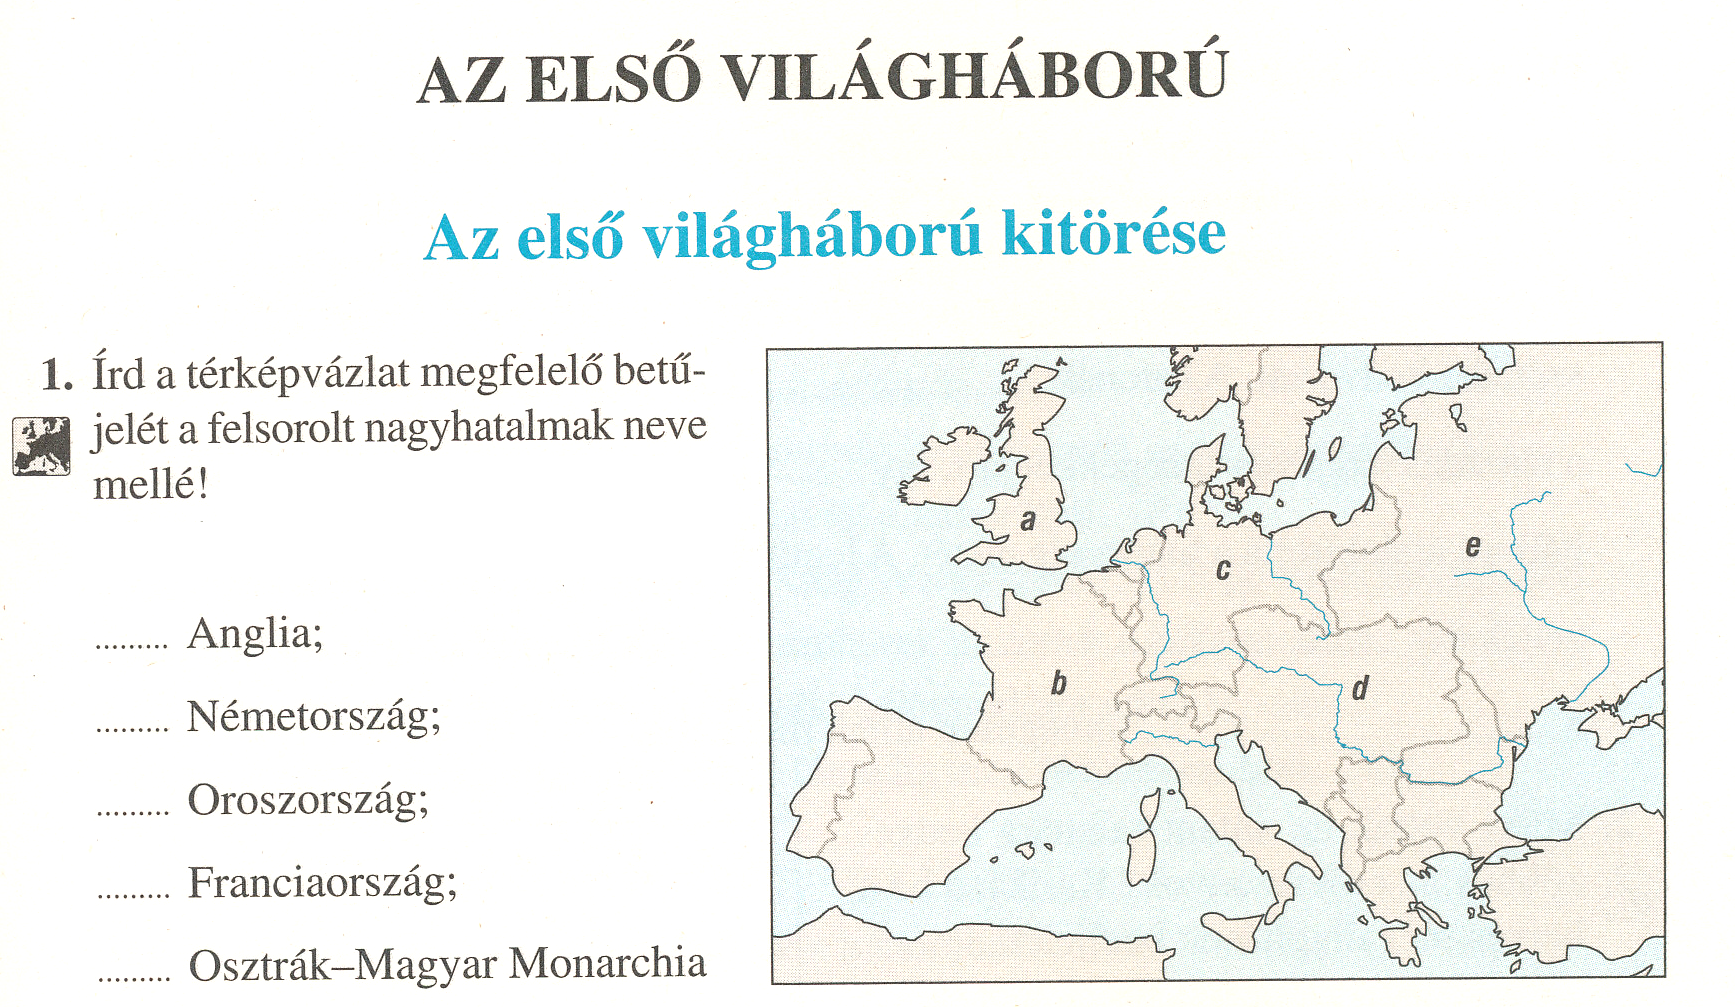 AZ ELSŐ VILÁGHÁBORÚ
Az első világháború kitörése
1. Írd a térképvázlat megfelelő betű-
jelét a felsorolt nagyhatalmak neve
mellé!
......... Anglia;
......... Németország;
......... Oroszország;
......... Franciaország;
......... Osztrák–Magyar Monarchia
a
e
c
b
d